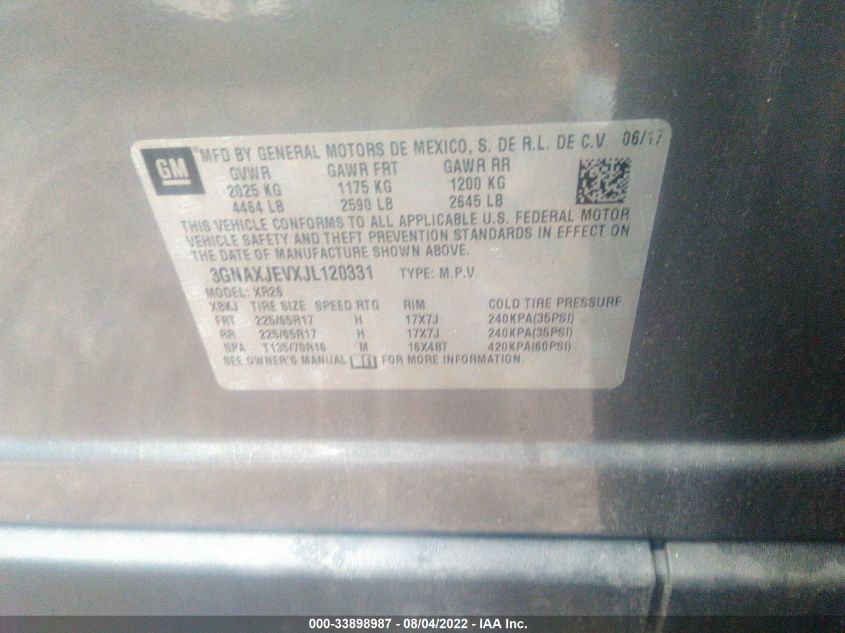 GM
MFD BY GENERAL MOTORS DE MEXICO, S. DE R.L. DE C.V. 06/17
GVWR GAWR FRT GAWR RR
2025 KG 1175 KG 1200 KG
4464 LB 2590 LB 2645 LB
THIS VEHICLE CONFORMS TO ALL APPLICABLE U.S. FEDERAL MOTOR
VEHICLE SAFETY AND THEFT PREVENTION STANDARDS IN EFFECT ON
THE DATE OF MANUFACTURE SHOWN ABOVE.
3GNAXJEVXJL120331 TYPE: M.P.V.
MODEL: XR26
XBKJ TIRE SIZE SPEED RTG RIM COLD TIRE PRESSURE
FRT 225/65R17 H 17X7J 240KPA(35PSI)
RR 225/65R17 H 17X7J 240KPA(35PSI)
SPA T135/70R16 M 16X4BT 420KPA(60PSI)
SEE OWNER'S MANUAL FOR MORE INFORMATION.
000-33898987 - 08/04/2022 - IAA Inc.